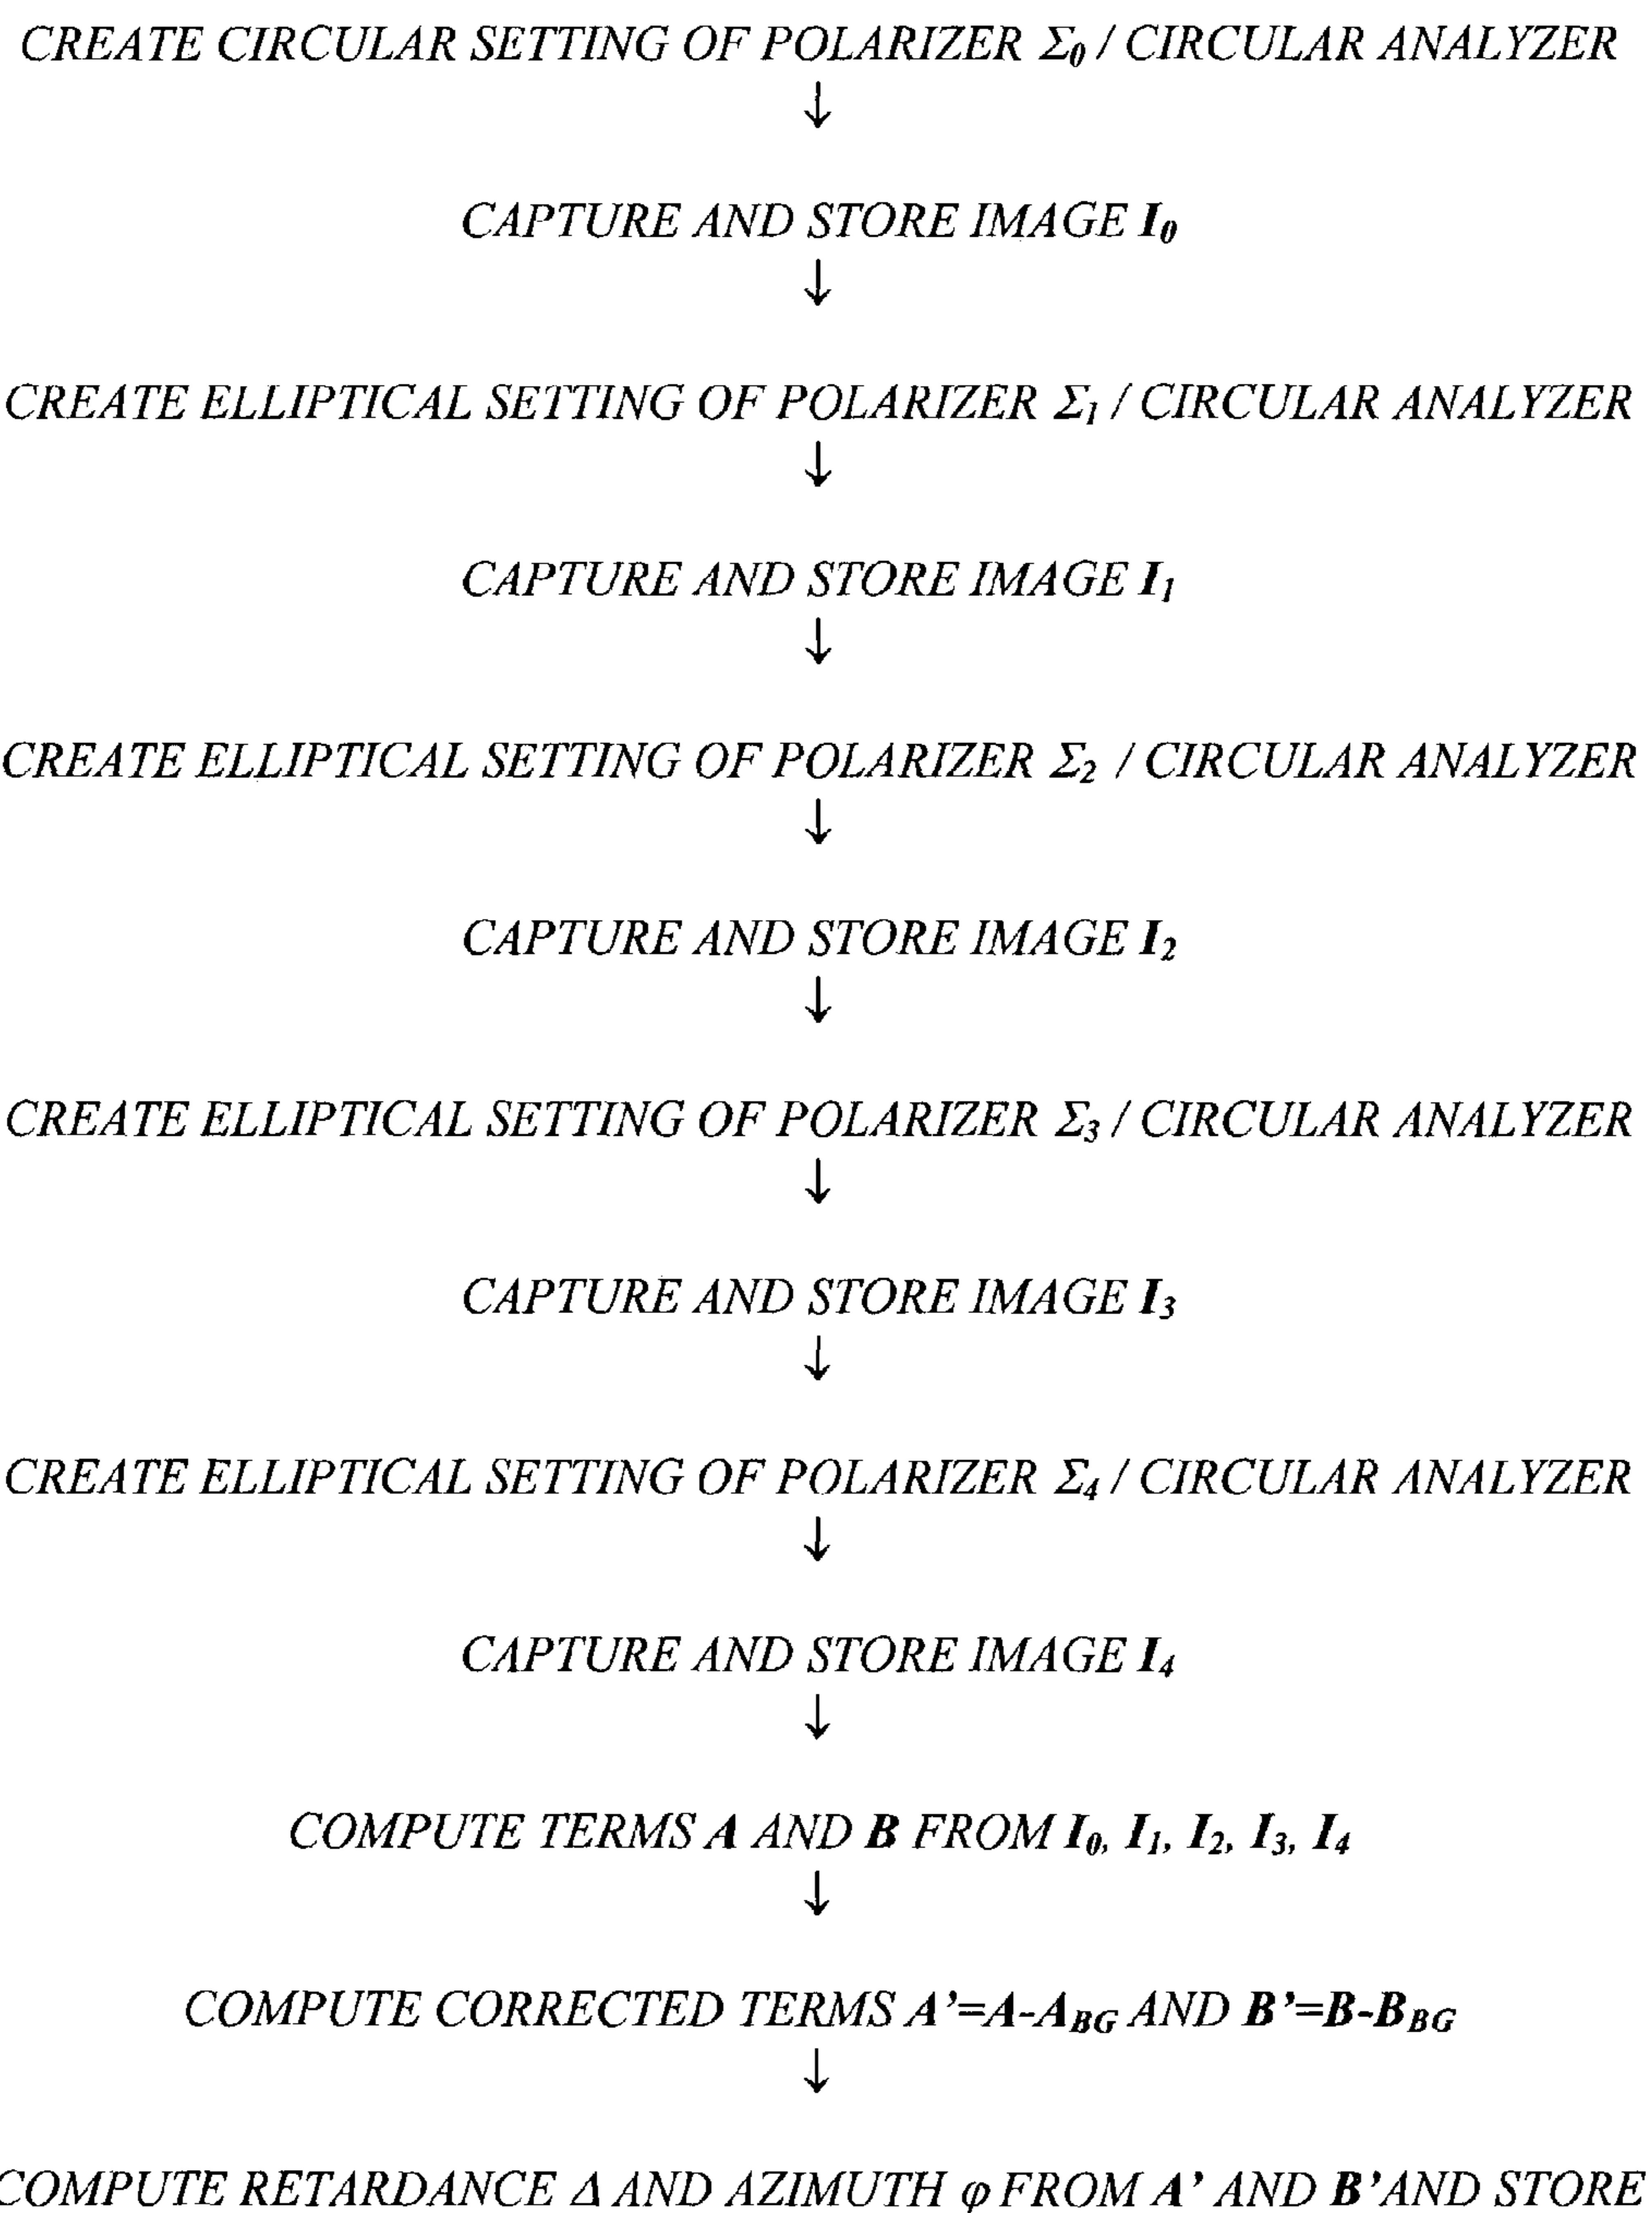 CREATE CIRCULAR SETTING OF POLARIZER Σ₀ / CIRCULAR ANALYZER
↓
CAPTURE AND STORE IMAGE I₀
↓
CREATE ELLIPTICAL SETTING OF POLARIZER Σ₁ / CIRCULAR ANALYZER
↓
CAPTURE AND STORE IMAGE I₁
↓
CREATE ELLIPTICAL SETTING OF POLARIZER Σ₂ / CIRCULAR ANALYZER
↓
CAPTURE AND STORE IMAGE I₂
↓
CREATE ELLIPTICAL SETTING OF POLARIZER Σ₃ / CIRCULAR ANALYZER
↓
CAPTURE AND STORE IMAGE I₃
↓
CREATE ELLIPTICAL SETTING OF POLARIZER Σ₄ / CIRCULAR ANALYZER
↓
CAPTURE AND STORE IMAGE I₄
↓
COMPUTE TERMS A AND B FROM I₀, I₁, I₂, I₃, I₄
↓
COMPUTE CORRECTED TERMS A’=A-A_BG AND B’=B-B_BG
↓
COMPUTE RETARDANCE Δ AND AZIMUTH φ FROM A’ AND B’AND STORE